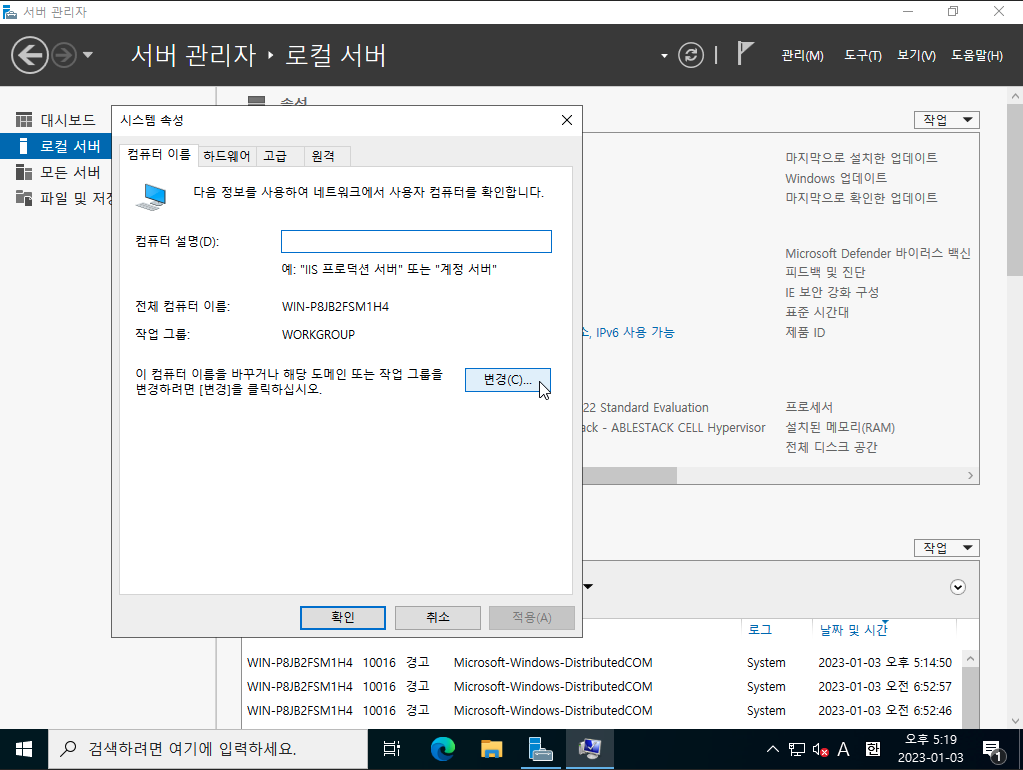 서버 관리자
서버 관리자 ‣ 로컬 서버
관리(M) 도구(T) 보기(V) 도움말(H)
대시보드
로컬 서버
모든 서버
파일 및 저장
속성
작업
시스템 속성
컴퓨터 이름 하드웨어 고급 원격
다음 정보를 사용하여 네트워크에서 사용자 컴퓨터를 확인합니다.
컴퓨터 설명(D):
예: "IIS 프로덕션 서버" 또는 "계정 서버"
전체 컴퓨터 이름: WIN-P8JB2FSM1H4
작업 그룹: WORKGROUP
이 컴퓨터 이름을 바꾸거나 해당 도메인 또는 작업 그룹을
변경하려면 [변경]을 클릭하십시오.
변경(C)...
확인 취소 적용(A)
마지막으로 설치한 업데이트
Windows 업데이트
마지막으로 확인한 업데이트
Microsoft Defender 바이러스 백신
피드백 및 진단
IE 보안 강화 구성
표준 시간대
, IPv6 사용 가능 제품 ID
22 Standard Evaluation 프로세서
ack - ABLESTACK CELL Hypervisor 설치된 메모리(RAM)
전체 디스크 공간
작업
로그 날짜 및 시간
WIN-P8JB2FSM1H4 10016 경고 Microsoft-Windows-DistributedCOM System 2023-01-03 오후 5:14:50
WIN-P8JB2FSM1H4 10016 경고 Microsoft-Windows-DistributedCOM System 2023-01-03 오전 6:52:57
WIN-P8JB2FSM1H4 10016 경고 Microsoft-Windows-DistributedCOM System 2023-01-03 오전 6:52:46
검색하려면 여기에 입력하세요.
A 한
오후 5:19
2023-01-03
1